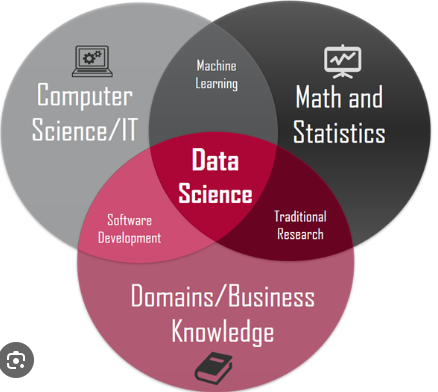 Machine
Learning
Computer
Science/IT
Math and
Statistics
Data
Science
Software
Development
Traditional
Research
Domains/Business
Knowledge